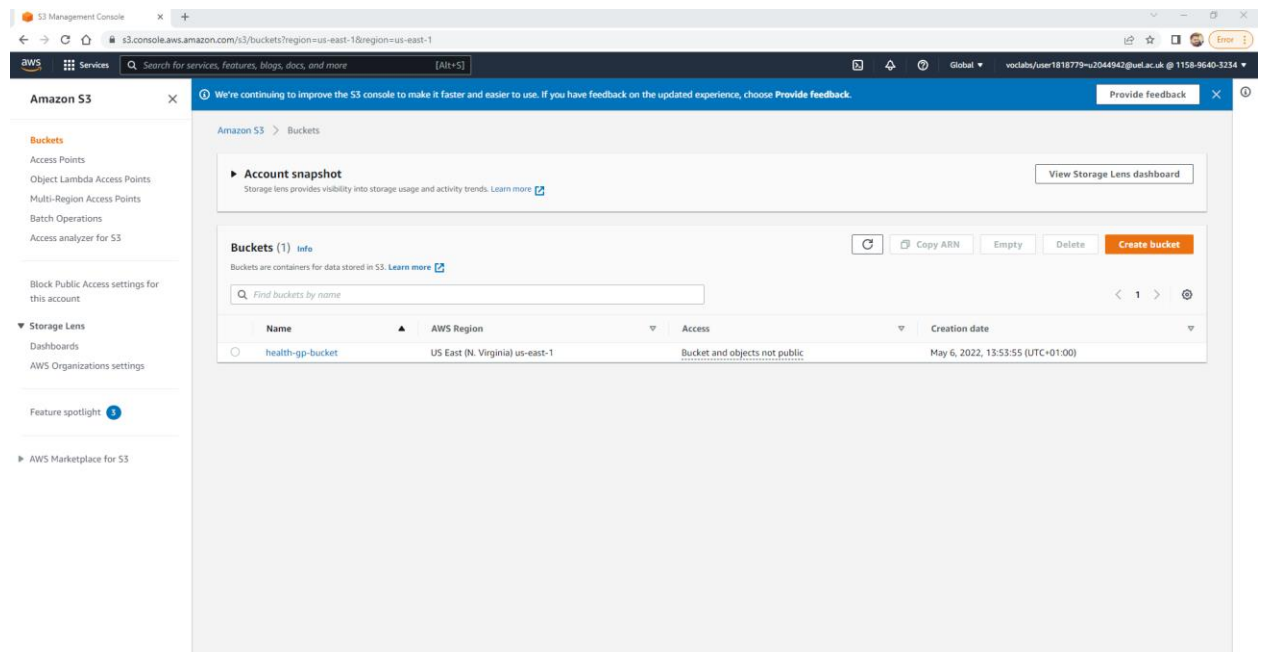 S3 Management Console
s3.console.aws.amazon.com/s3/buckets?region=us-east-1&region=us-east-1
Error
aws
Services
Search for services, features, blogs, docs, and more
[Alt+S]
Global
voclabs/user1818779=u2044942@uel.ac.uk @ 1158-9640-3234
Amazon S3
We're continuing to improve the S3 console to make it faster and easier to use. If you have feedback on the updated experience, choose Provide feedback.
Provide feedback
Buckets
Access Points
Object Lambda Access Points
Multi-Region Access Points
Batch Operations
Access analyzer for S3
Block Public Access settings for
this account
Storage Lens
Dashboards
AWS Organizations settings
Feature spotlight 3
AWS Marketplace for S3
Amazon S3 > Buckets
Account snapshot
Storage lens provides visibility into storage usage and activity trends. Learn more
View Storage Lens dashboard
Buckets (1) Info
Buckets are containers for data stored in S3. Learn more
Copy ARN
Empty
Delete
Create bucket
Find buckets by name
1
Name AWS Region Access Creation date
health-gp-bucket US East (N. Virginia) us-east-1 Bucket and objects not public May 6, 2022, 13:53:55 (UTC+01:00)